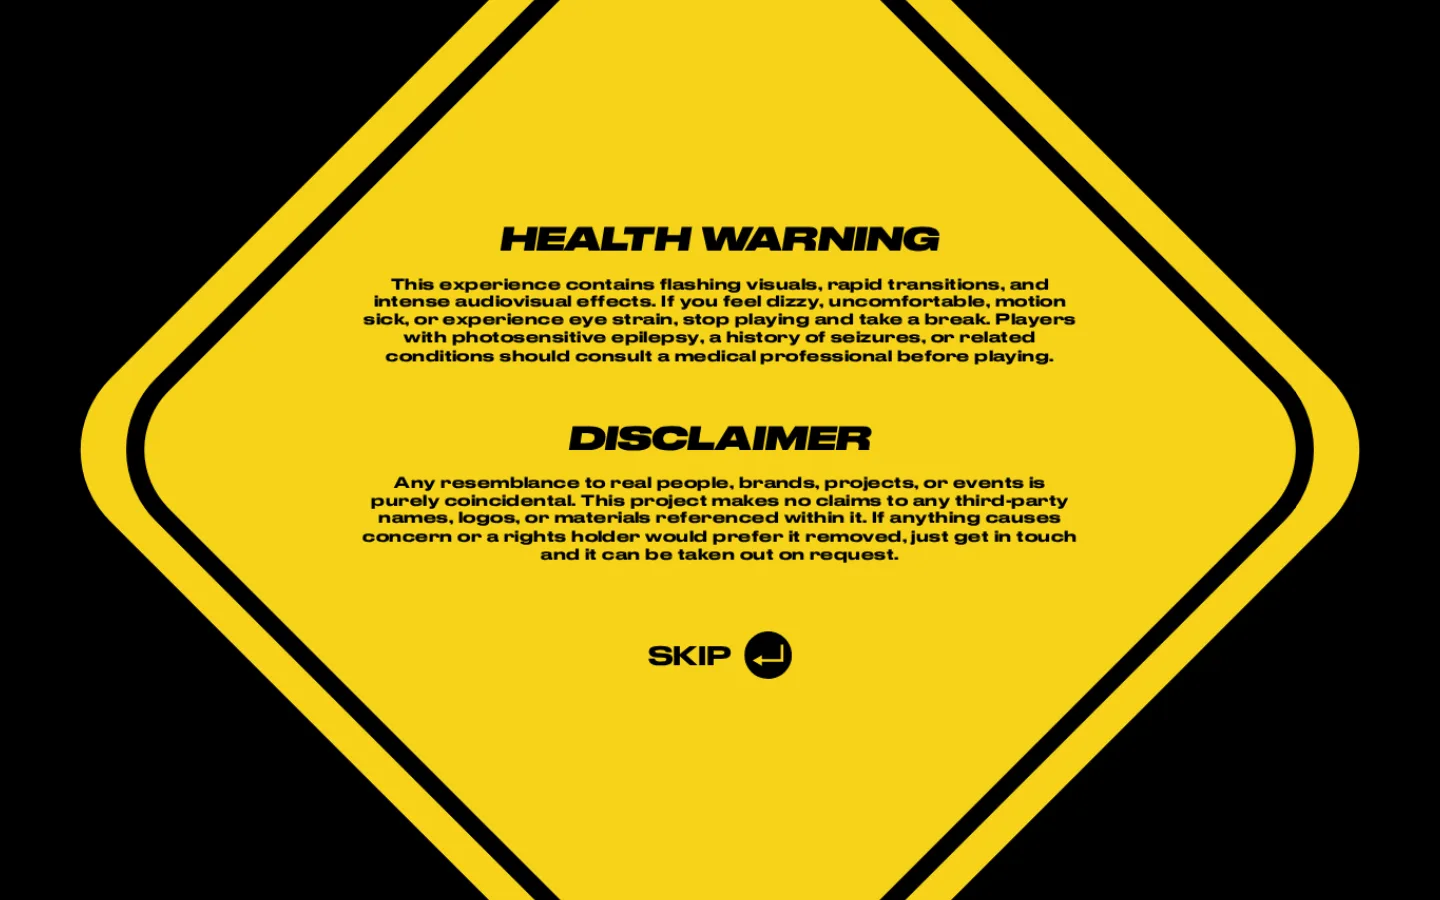 HEALTH WARNING
This experience contains flashing visuals, rapid transitions, and
intense audiovisual effects. If you feel dizzy, uncomfortable, motion
sick, or experience eye strain, stop playing and take a break. Players
with photosensitive epilepsy, a history of seizures, or related
conditions should consult a medical professional before playing.
DISCLAIMER
Any resemblance to real people, brands, projects, or events is
purely coincidental. This project makes no claims to any third-party
names, logos, or materials referenced within it. If anything causes
concern or a rights holder would prefer it removed, just get in touch
and it can be taken out on request.
SKIP